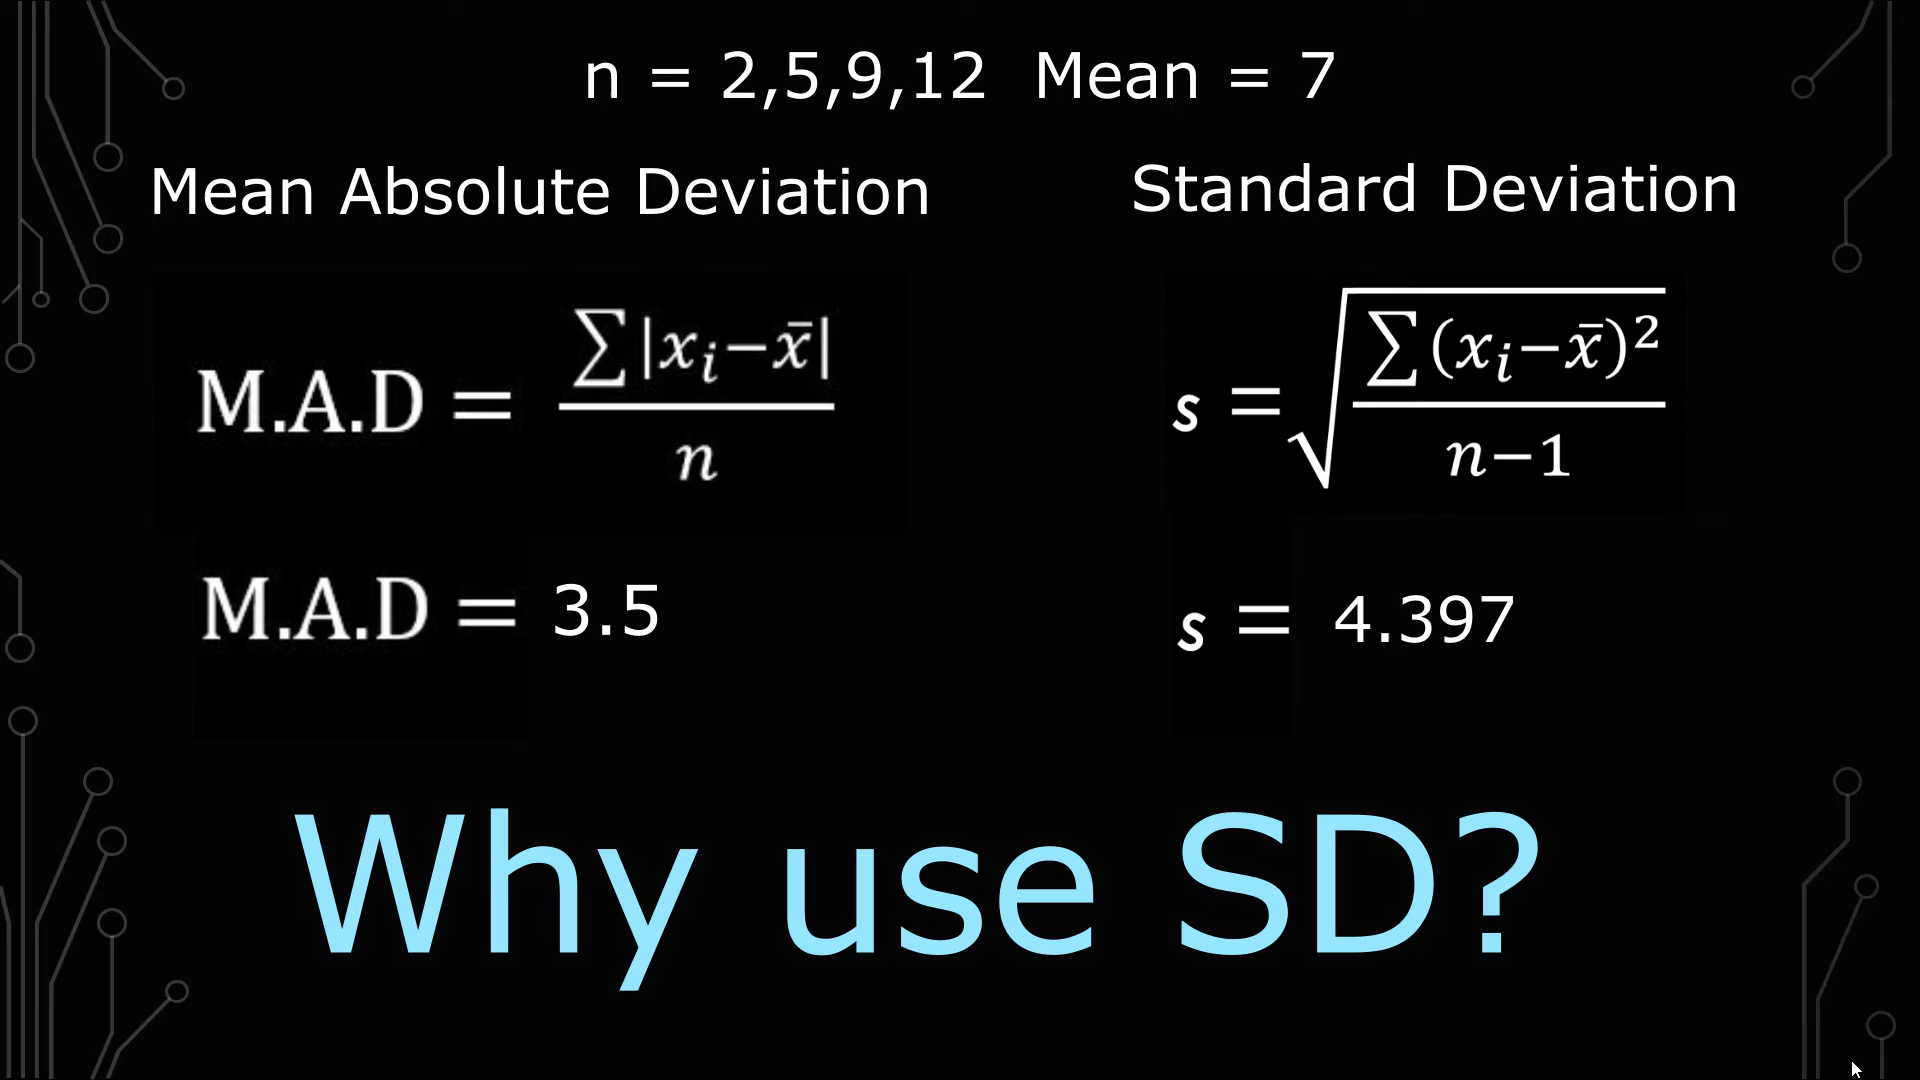 n = 2,5,9,12 Mean = 7
Mean Absolute Deviation
Standard Deviation
M.A.D = ∑|xᵢ−x̄| / n
s = √(∑(xᵢ−x̄)² / n−1)
M.A.D = 3.5
s = 4.397
Why use SD?